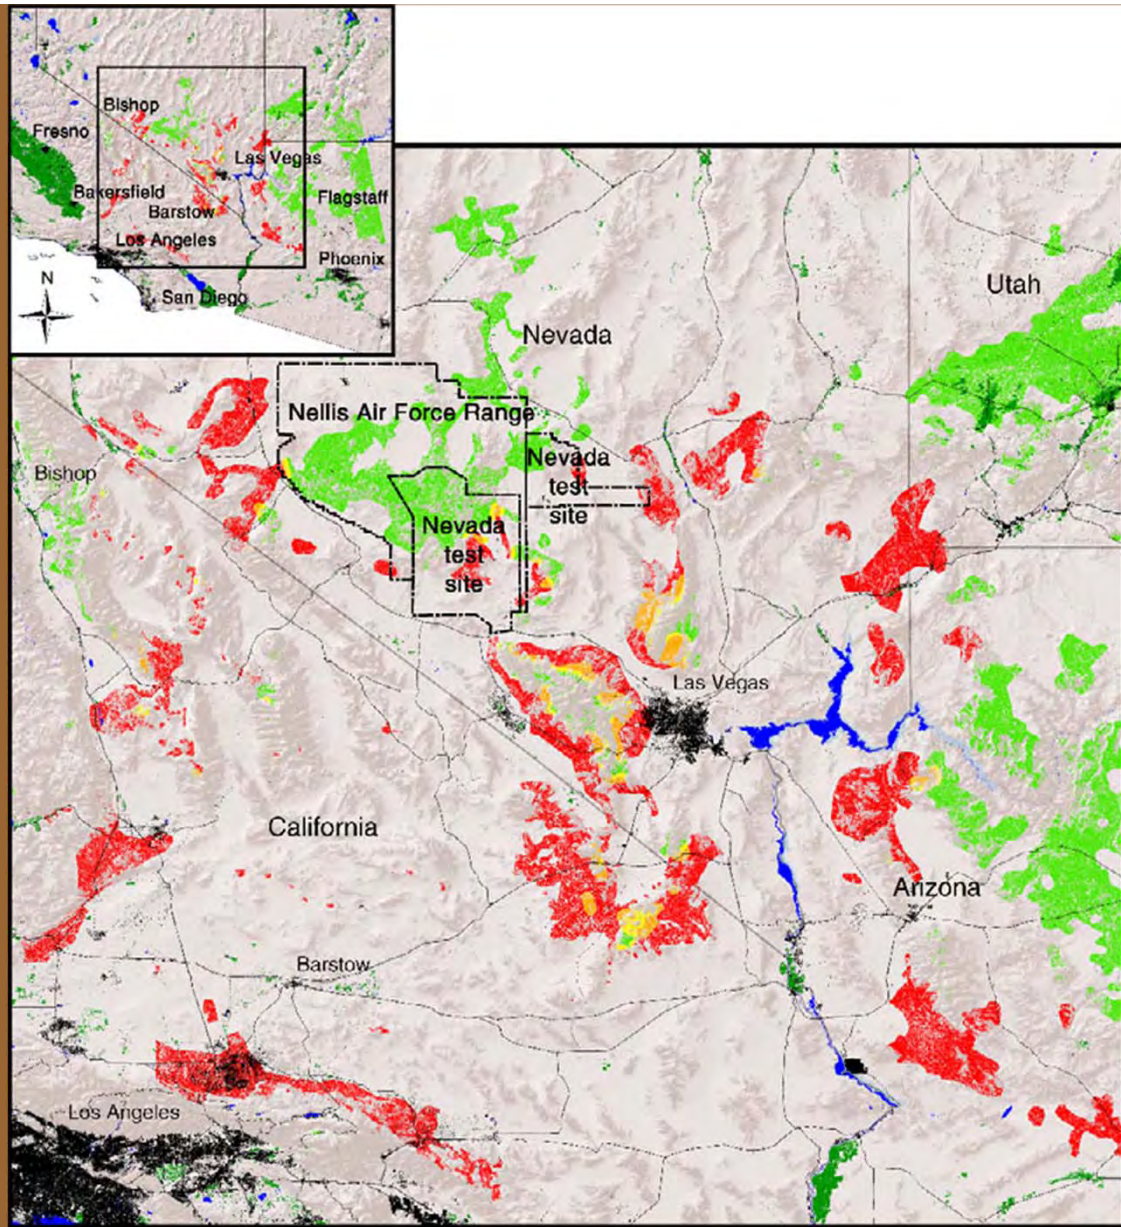 Bishop
Fresno
Las Vegas
Bakersfield
Flagstaff
Barstow
Los Angeles
Phoenix
N
San Diego
Utah
Nevada
Nellis Air Force Range
Bishop
Nevada
test
site
Nevada
test
site
Las Vegas
California
Arizona
Barstow
Los Angeles